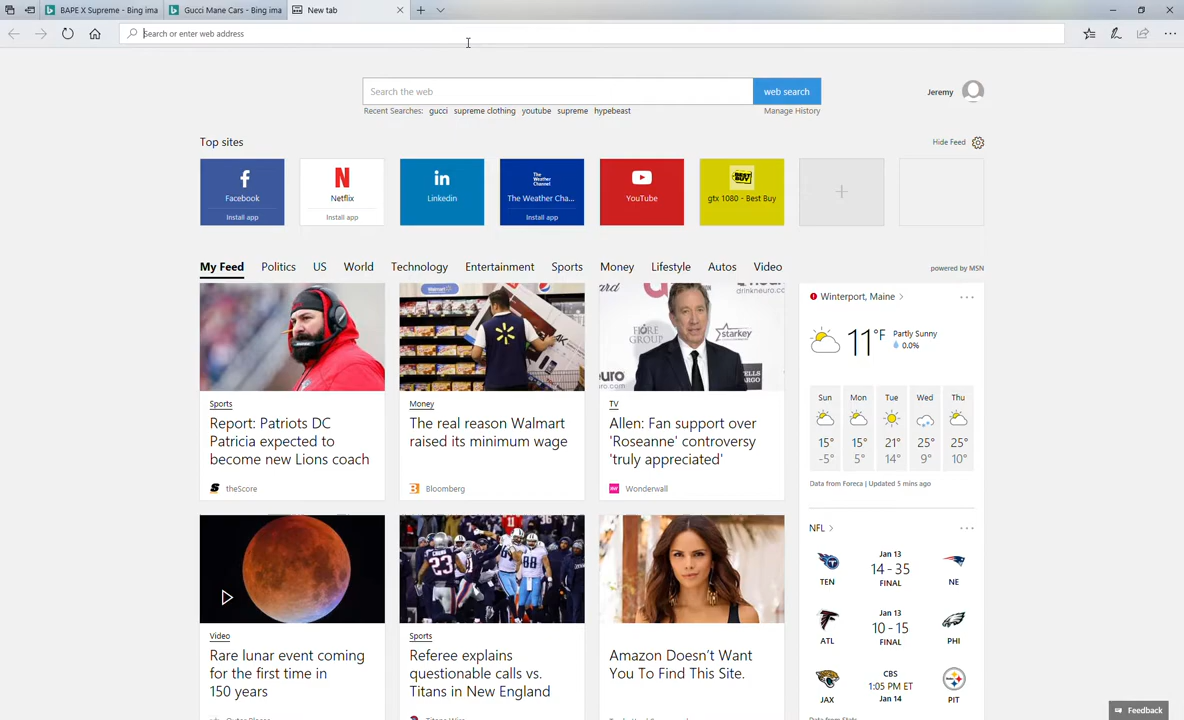 BAPE X Supreme - Bing ima
Gucci Mane Cars - Bing ima
New tab
Search or enter web address
Search the web
web search
Jeremy
Recent Searches: gucci supreme clothing youtube supreme hypebeast
Manage History
Top sites
Hide Feed
Facebook
Install app
Netflix
Install app
Linkedin
The Weather Cha...
Install app
YouTube
gtx 1080 - Best Buy
My Feed Politics US World Technology Entertainment Sports Money Lifestyle Autos Video
powered by MSN
Sports
Report: Patriots DC
Patricia expected to
become new Lions coach
theScore
Money
The real reason Walmart
raised its minimum wage
Bloomberg
TV
Allen: Fan support over
'Roseanne' controversy
'truly appreciated'
Wonderwall
Winterport, Maine
11°F
Partly Sunny
0.0%
Sun Mon Tue Wed Thu
15° 15° 21° 25° 25°
-5° 5° 14° 9° 10°
Data from Foreca | Updated 5 mins ago
NFL
Jan 13
14 - 35
FINAL
TEN NE
Jan 13
10 - 15
FINAL
ATL PHI
CBS
1:05 PM ET
Jan 14
JAX PIT
Video
Rare lunar event coming
for the first time in
150 years
Sports
Referee explains
questionable calls vs.
Titans in New England
Amazon Doesn't Want
You To Find This Site.
Feedback